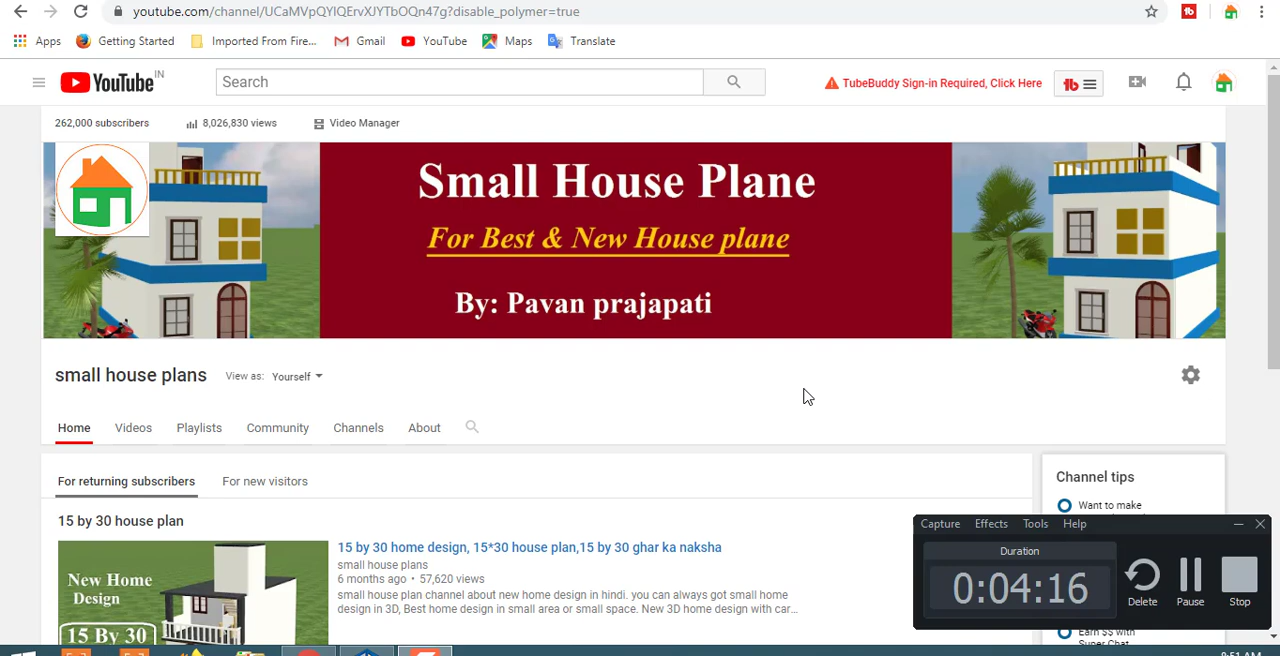 youtube.com/channel/UCaMVpQYIQErvXJYTbOQn47g?disable_polymer=true
Apps Getting Started Imported From Fire... Gmail YouTube Maps Translate
YouTube IN Search TubeBuddy Sign-in Required, Click Here tb
262,000 subscribers 8,026,830 views Video Manager
Small House Plane
For Best & New House plane
By: Pavan prajapati
small house plans View as: Yourself
Home Videos Playlists Community Channels About
For returning subscribers For new visitors
Channel tips
Want to make
15 by 30 house plan
15 by 30 home design, 15*30 house plan,15 by 30 ghar ka naksha
small house plans
6 months ago • 57,620 views
small house plan channel about new home design in hindi. you can always got small home
design in 3D, Best home design in small area or small space. New 3D home design with car...
New Home
Design
15 By 30
Capture Effects Tools Help
Duration
0:04:16
Delete Pause Stop
Earn $$ with